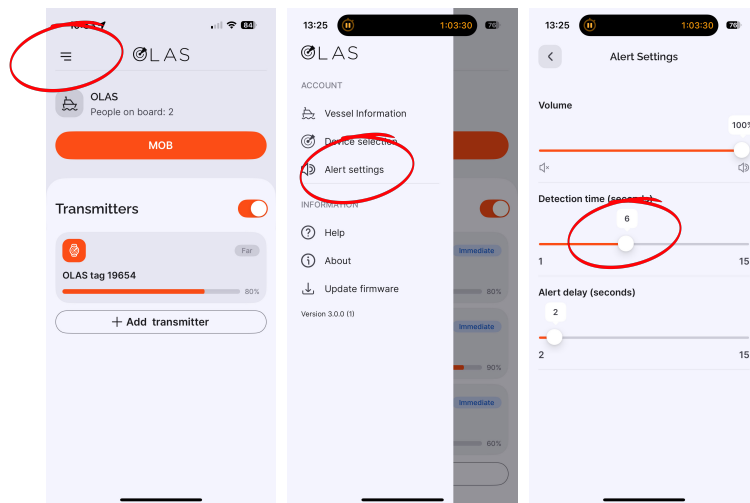 84
OLAS
OLAS
People on board: 2
MOB
Transmitters
Far
OLAS tag 19654
80%
+ Add transmitter
13:25
1:03:30
76
OLAS
ACCOUNT
Vessel Information
Device selection
Alert settings
INFORMATION
Help
About
Update firmware
Version 3.0.0 (1)
Immediate
80%
Immediate
90%
Immediate
60%
13:25
1:03:30
76
Alert Settings
Volume
100%
Detection time (seconds)
6
1
15
Alert delay (seconds)
2
2
15